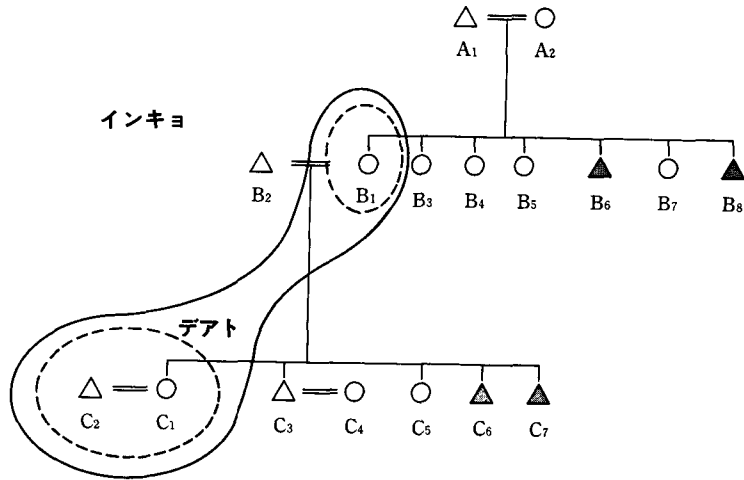 A₁ A₂
インキョ
B₂ B₁ B₃ B₄ B₅ B₆ B₇ B₈
デアト
C₂ C₁ C₃ C₄ C₅ C₆ C₇